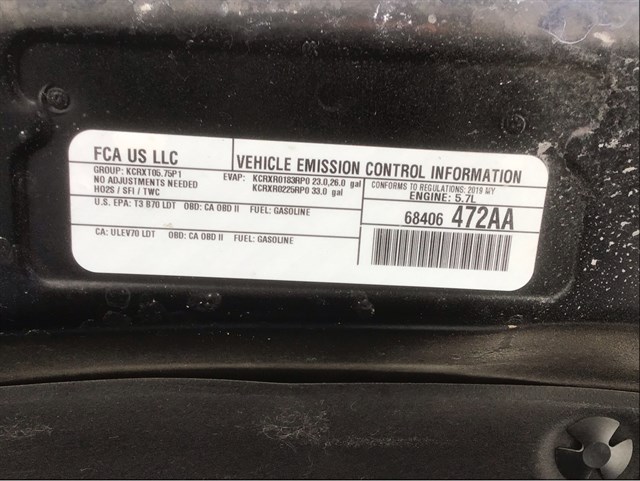 FCA US LLC
VEHICLE EMISSION CONTROL INFORMATION
GROUP: KCRXT05.75P1
NO ADJUSTMENTS NEEDED
HO2S / SFI / TWC
EVAP: KCRXR0183RP0 23.0,26.0 gal
KCRXR0225RP0 33.0 gal
CONFORMS TO REGULATIONS: 2019 MY
ENGINE: 5.7L
U.S. EPA: T3 B70 LDT OBD: CA OBD II FUEL: GASOLINE
68406 472AA
CA: ULEV70 LDT OBD: CA OBD II FUEL: GASOLINE